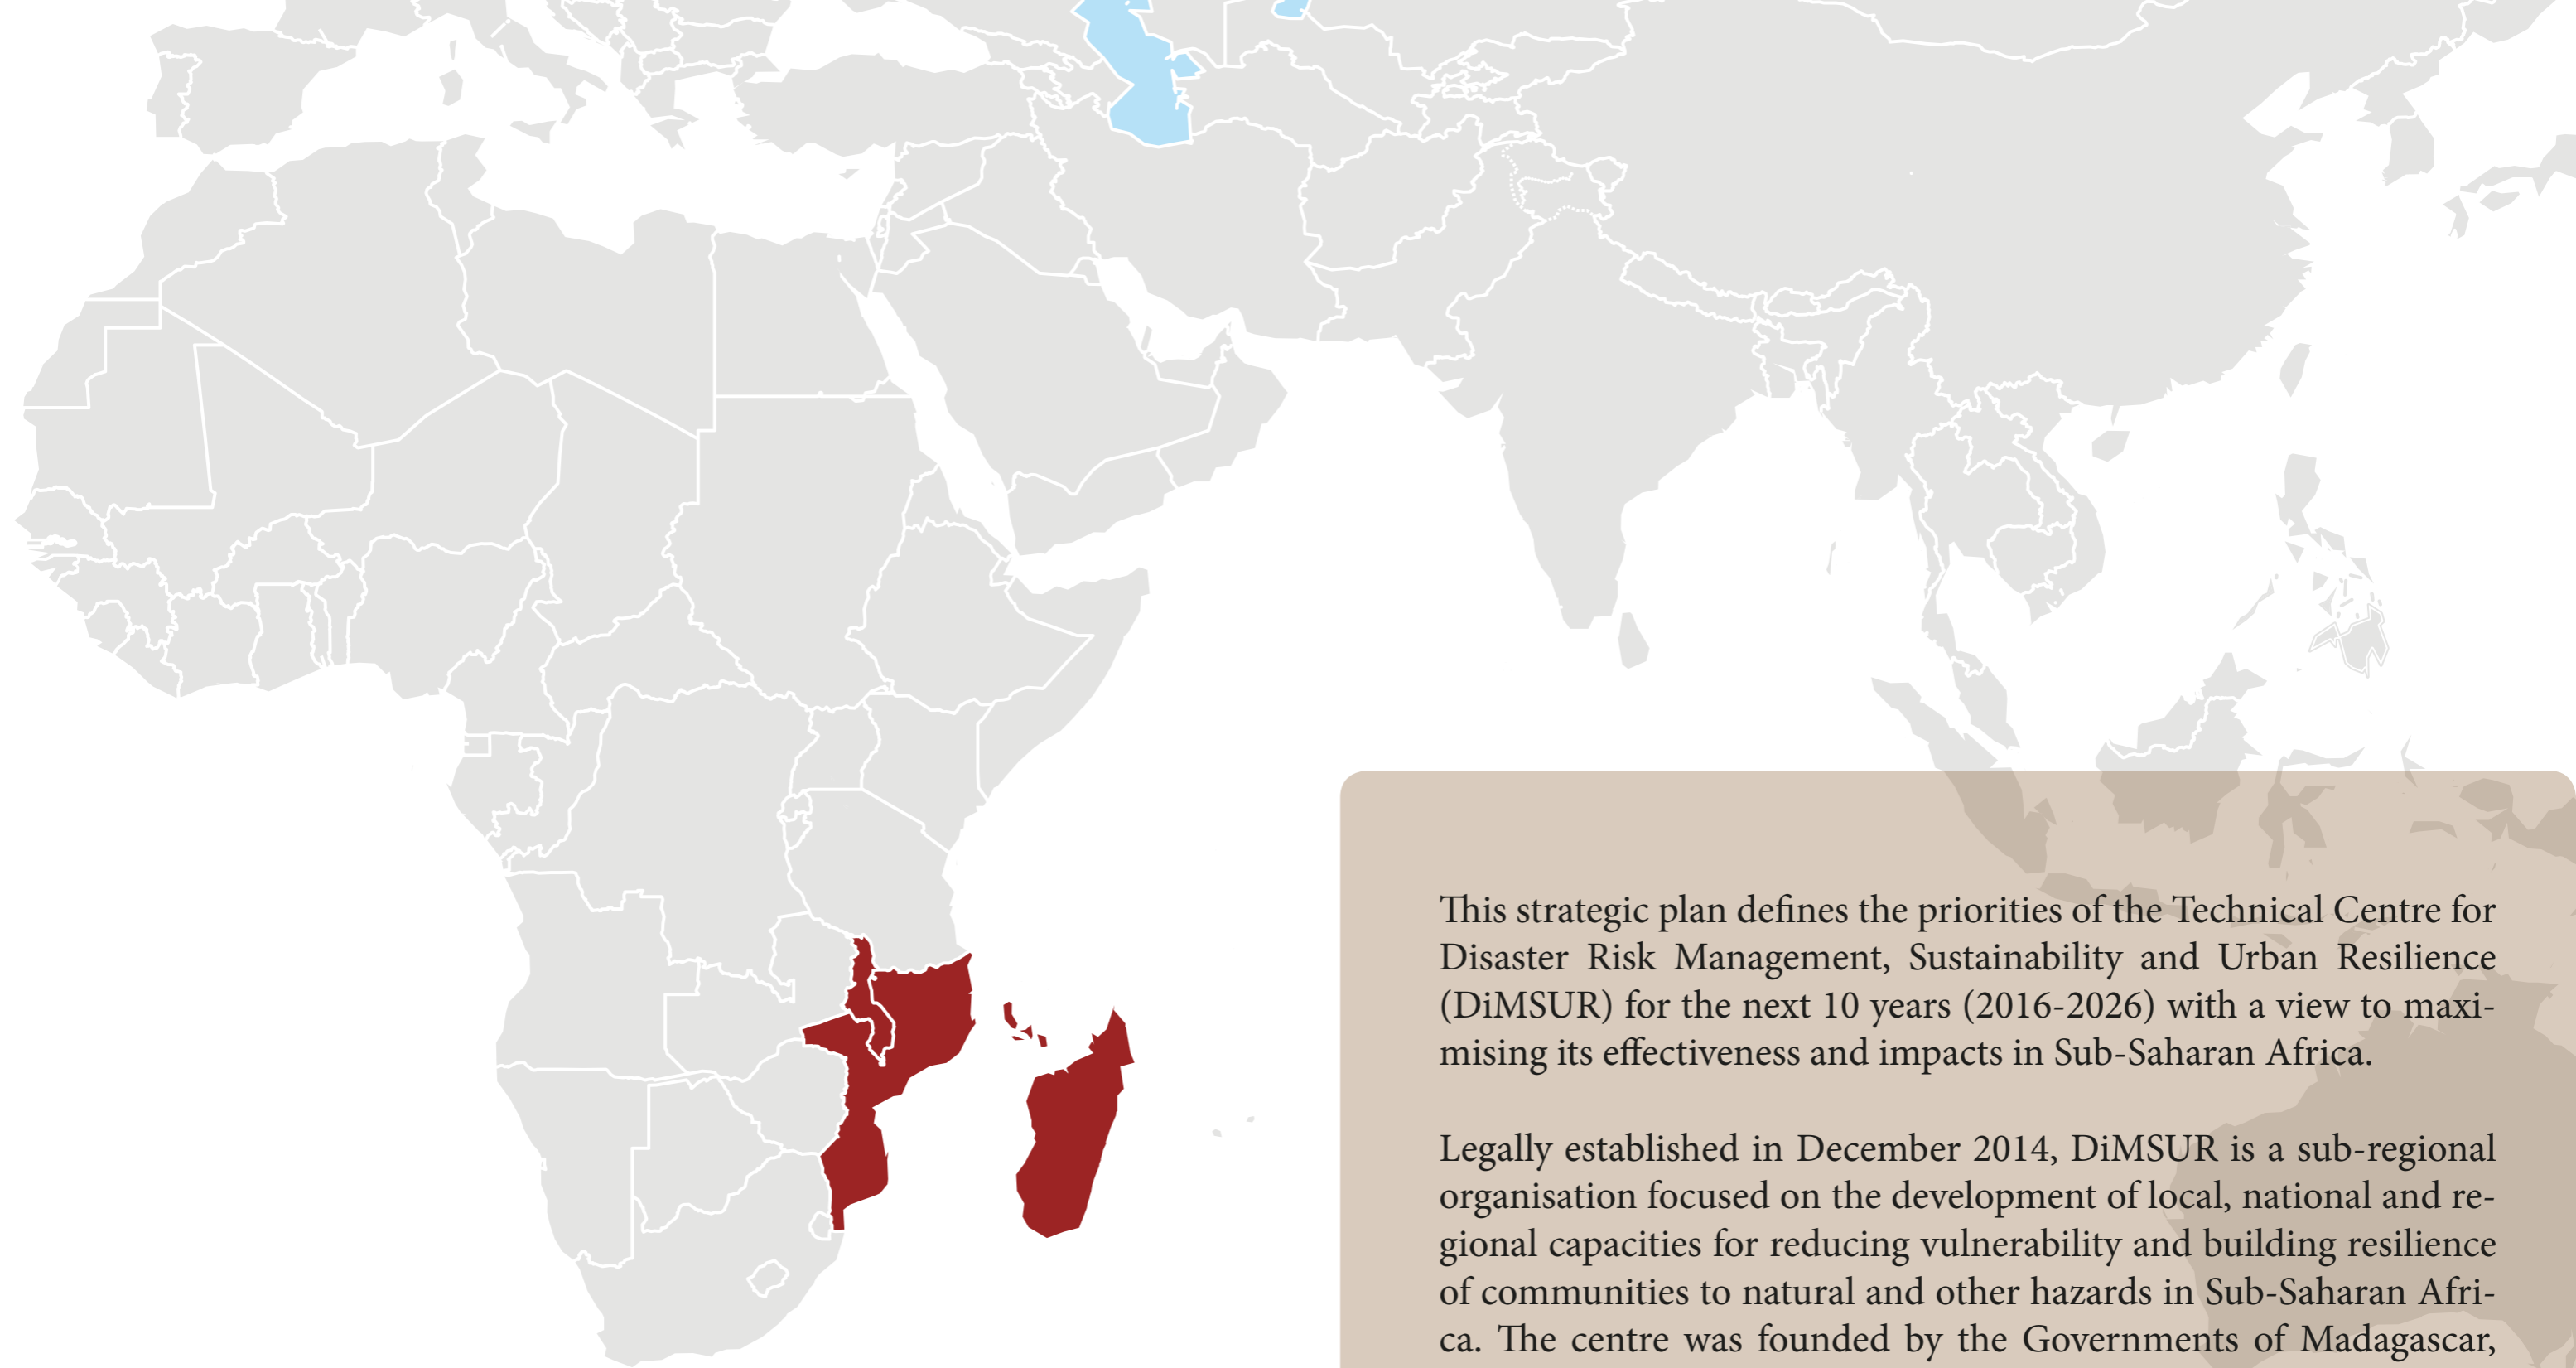 This strategic plan defines the priorities of the Technical Centre for
Disaster Risk Management, Sustainability and Urban Resilience
(DiMSUR) for the next 10 years (2016-2026) with a view to maxi-
mising its effectiveness and impacts in Sub-Saharan Africa.
Legally established in December 2014, DiMSUR is a sub-regional
organisation focused on the development of local, national and re-
gional capacities for reducing vulnerability and building resilience
of communities to natural and other hazards in Sub-Saharan Afri-
ca. The centre was founded by the Governments of Madagascar,